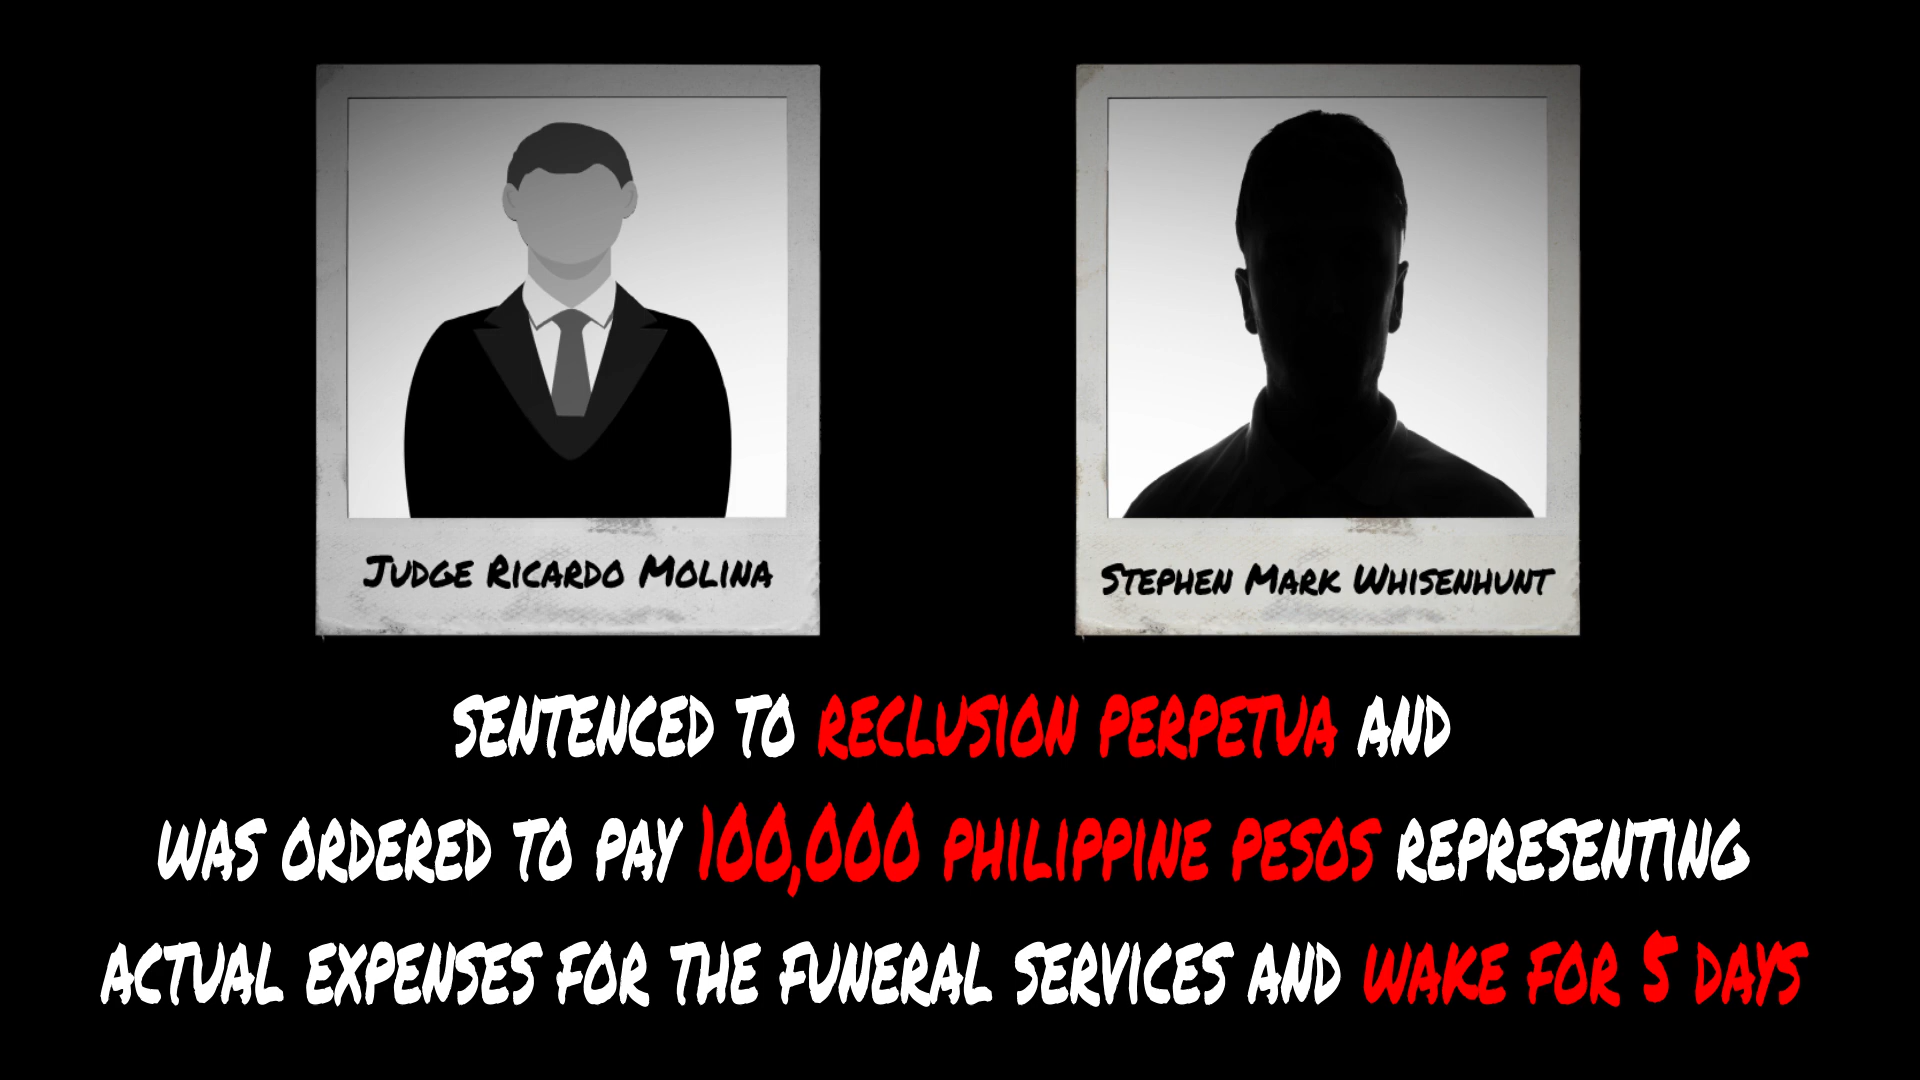 JUDGE RICARDO MOLINA
STEPHEN MARK WHISENHUNT
SENTENCED TO RECLUSION PERPETUA AND
WAS ORDERED TO PAY 100,000 PHILIPPINE PESOS REPRESENTING
ACTUAL EXPENSES FOR THE FUNERAL SERVICES AND WAKE FOR 5 DAYS